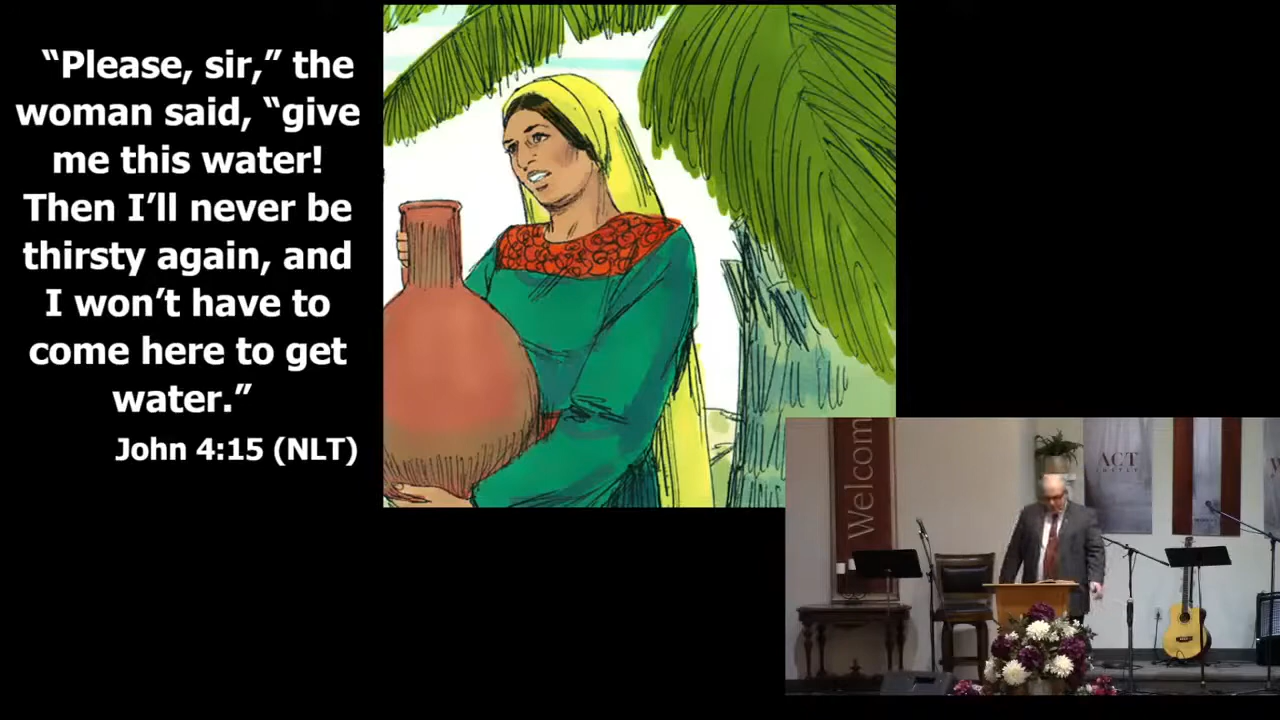 “Please, sir,” the
woman said, “give
me this water!
Then I’ll never be
thirsty again, and
I won’t have to
come here to get
water.”
John 4:15 (NLT)
Welcom
ACT